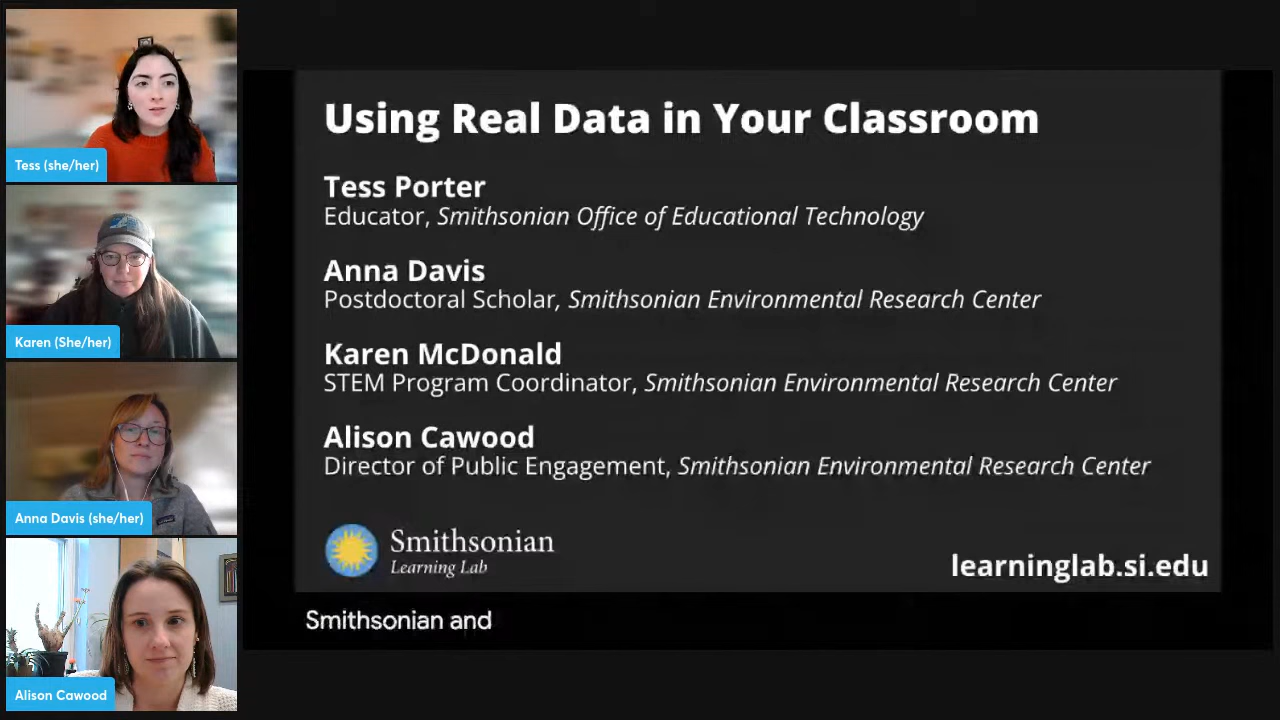 Tess (she/her)
Karen (She/her)
Anna Davis (she/her)
Alison Cawood
Using Real Data in Your Classroom
Tess Porter
Educator, Smithsonian Office of Educational Technology
Anna Davis
Postdoctoral Scholar, Smithsonian Environmental Research Center
Karen McDonald
STEM Program Coordinator, Smithsonian Environmental Research Center
Alison Cawood
Director of Public Engagement, Smithsonian Environmental Research Center
Smithsonian
Learning Lab
learninglab.si.edu
Smithsonian and